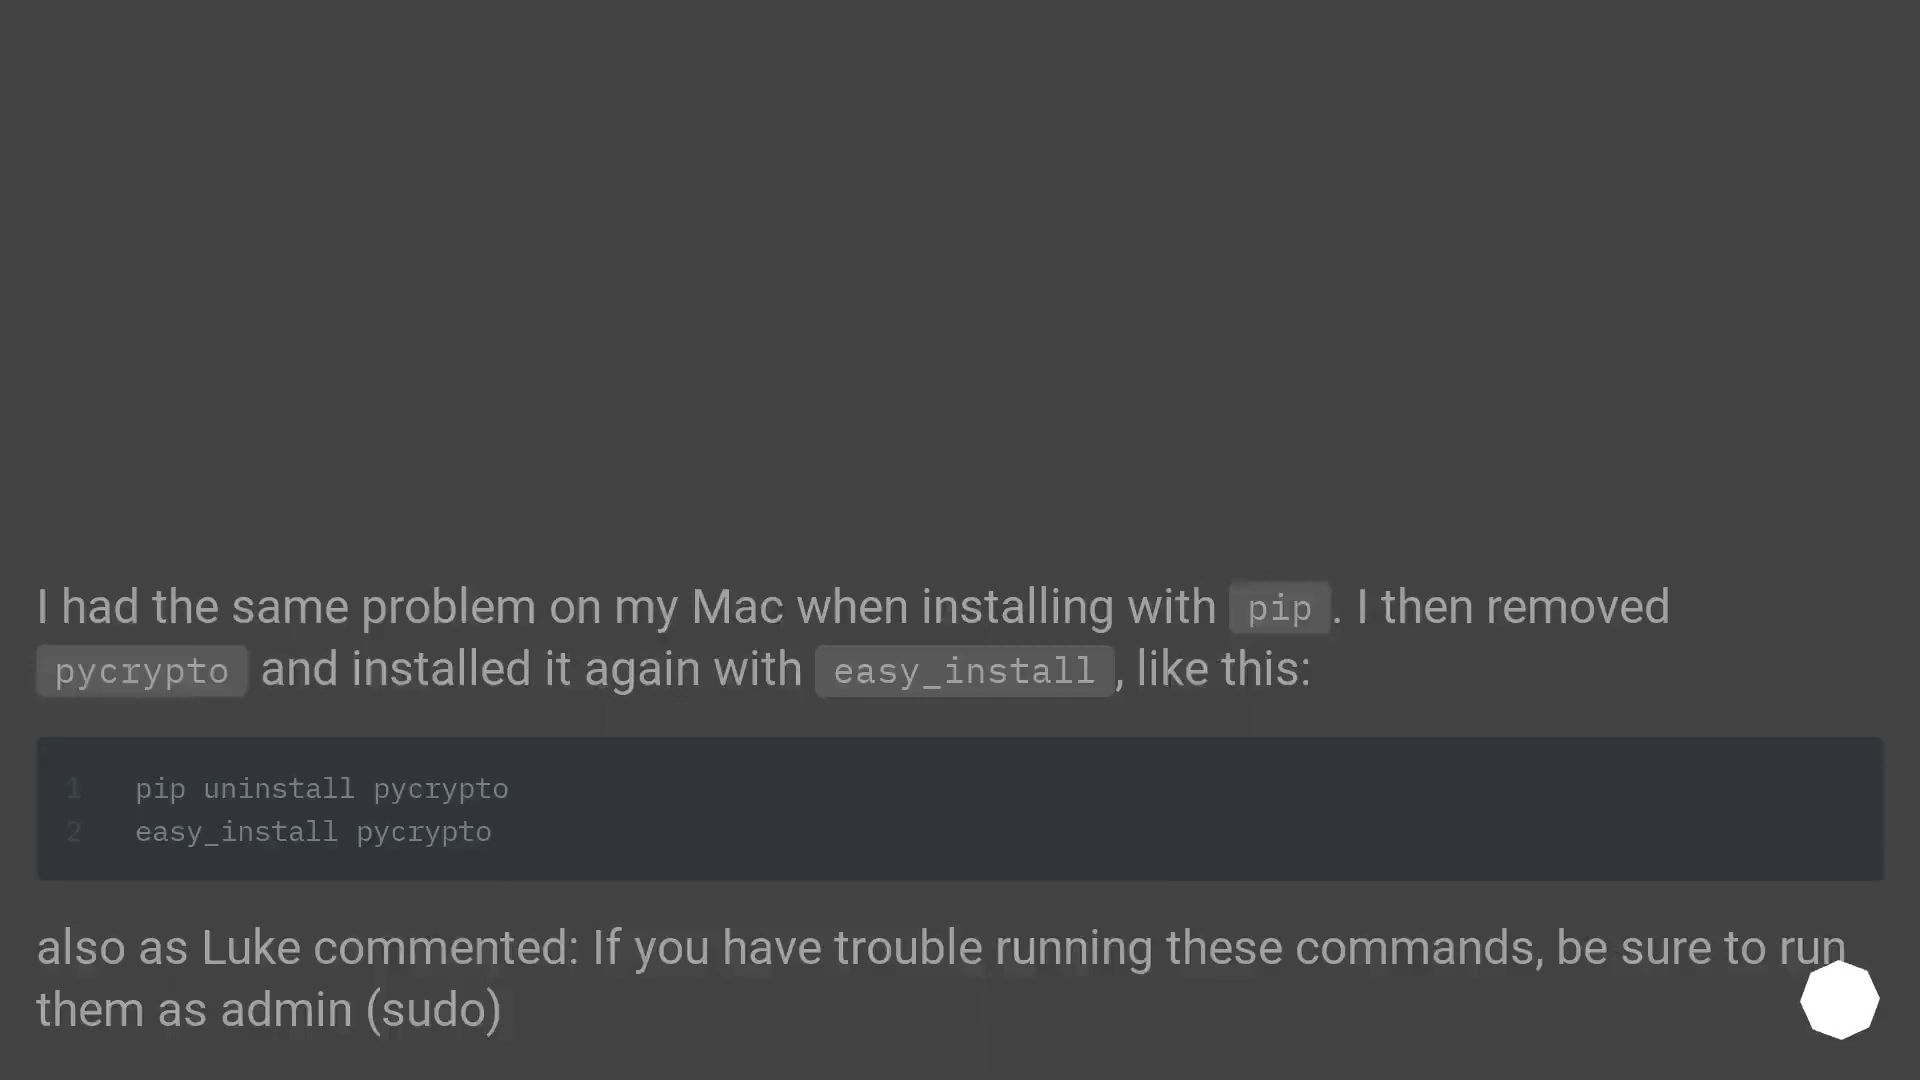 I had the same problem on my Mac when installing with pip. I then removed
pycrypto and installed it again with easy_install, like this:
1 pip uninstall pycrypto
2 easy_install pycrypto
also as Luke commented: If you have trouble running these commands, be sure to run
them as admin (sudo)